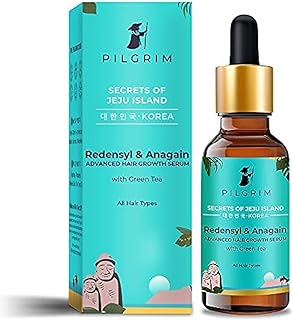 PILGRIM
SECRETS OF
JEJU ISLAND
대한민국·KOREA
Redensyl & Anagain
ADVANCED HAIR GROWTH SERUM
with Green Tea
All Hair Types
PILGRIM
SECRETS OF JEJU ISLAND
대한민국·KOREA
Redensyl & Anagain
ADVANCED HAIR GROWTH SERUM
with Green Tea
All Hair Types